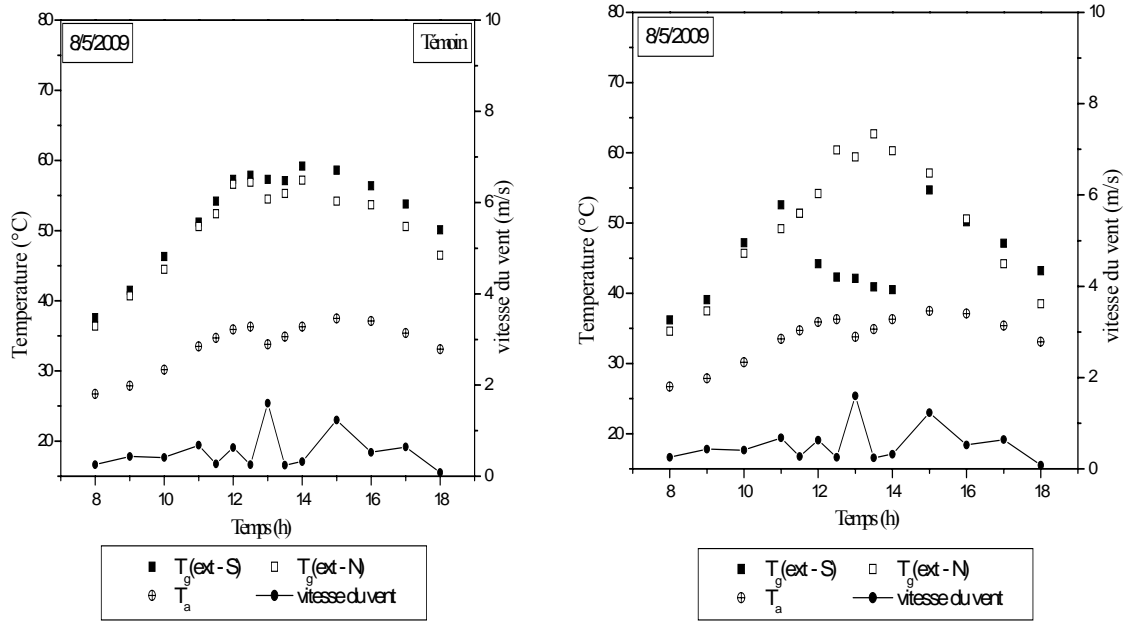 8/5/2009
Témoin
80
70
60
50
40
30
20
10
8
6
4
2
0
Temperature (°C)
vitesse du vent (m/s)
8 10 12 14 16 18
Temps (h)
Tg(ext - S) Tg(ext - N)
Ta vitesse du vent
8/5/2009
80
70
60
50
40
30
20
10
8
6
4
2
0
Temperature (°C)
vitesse du vent (m/s)
8 10 12 14 16 18
Temps (h)
Tg(ext - S) Tg(ext - N)
Ta vitesse du vent